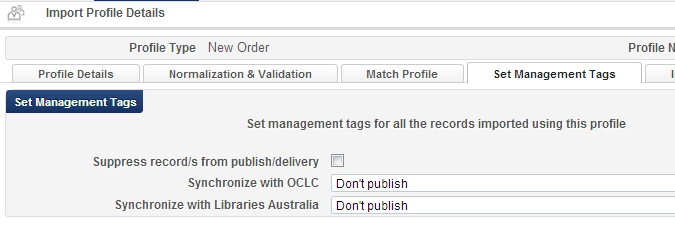 Import Profile Details
Profile Type New Order Profile N
Profile Details Normalization & Validation Match Profile Set Management Tags
Set Management Tags
Set management tags for all the records imported using this profile
Suppress record/s from publish/delivery
Synchronize with OCLC Don't publish
Synchronize with Libraries Australia Don't publish